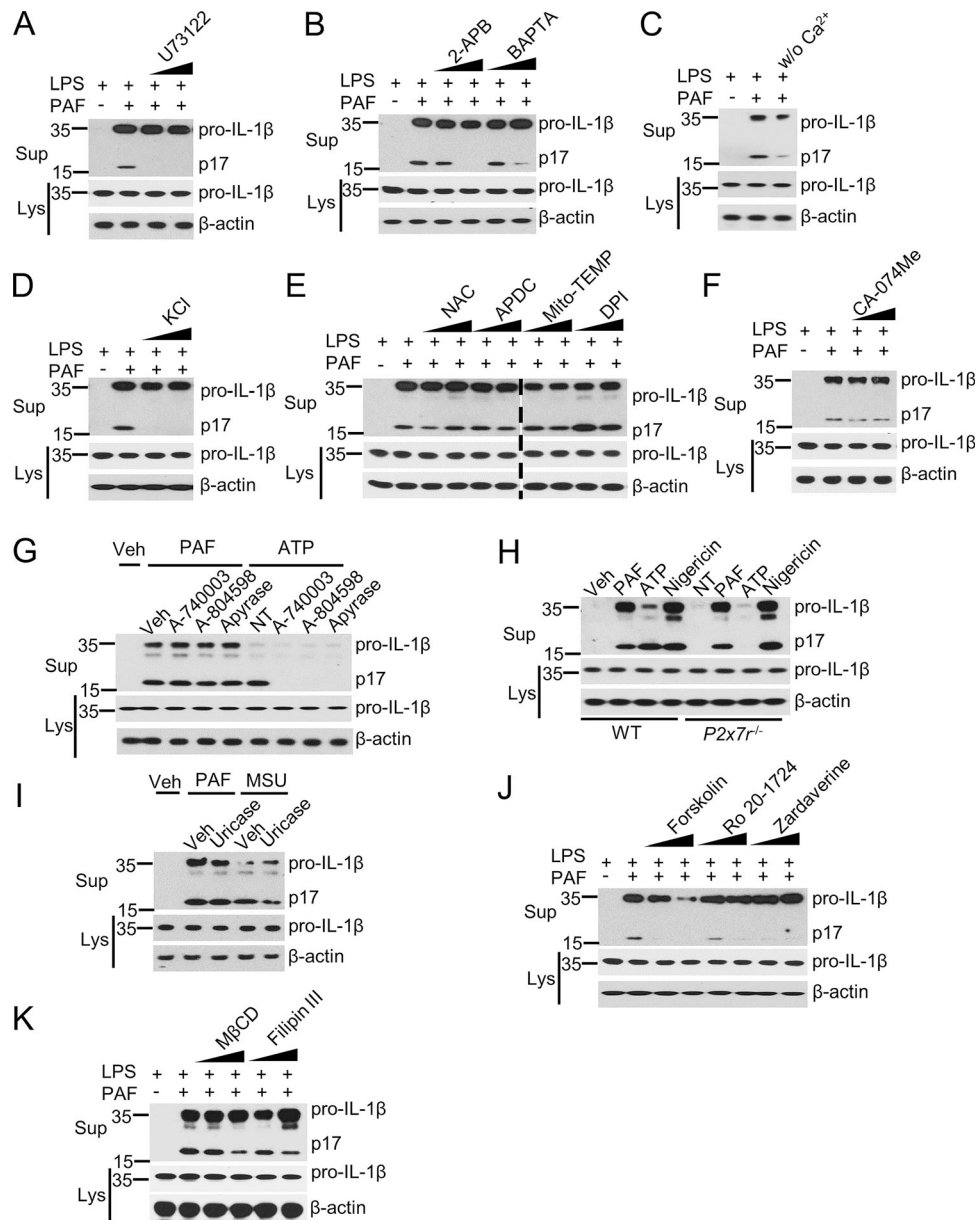 A
U73122
LPS + + + +
PAF - + + +
35
pro-IL-1β
Sup
p17
15
35
pro-IL-1β
Lys
β-actin
B
2-APB BAPTA
LPS + + + + + +
PAF - + + + + +
35
pro-IL-1β
Sup
p17
15
35
pro-IL-1β
Lys
β-actin
C
w/o Ca²⁺
LPS + + +
PAF - + +
35
pro-IL-1β
Sup
p17
15
35
pro-IL-1β
Lys
β-actin
D
KCl
LPS + + + +
PAF - + + +
35
pro-IL-1β
Sup
p17
15
35
pro-IL-1β
Lys
β-actin
E
NAC APDC Mito-TEMP DPI
LPS + + + + + + + + + +
PAF - + + + + + + + + +
35
pro-IL-1β
Sup
p17
15
35
pro-IL-1β
Lys
β-actin
F
CA-074Me
LPS + + + +
PAF - + + +
35
pro-IL-1β
Sup
p17
15
35
pro-IL-1β
Lys
β-actin
G
Veh PAF ATP
Veh A-740003 A-804598 Apyrase NT A-740003 A-804598 Apyrase
35
pro-IL-1β
Sup
p17
15
35
pro-IL-1β
Lys
β-actin
H
Veh PAF ATP Nigericin NT PAF ATP Nigericin
35
pro-IL-1β
Sup
p17
15
35
pro-IL-1β
Lys
β-actin
WT P2x7r⁻/⁻
I
Veh PAF MSU
Veh Uricase Veh Uricase
35
pro-IL-1β
Sup
p17
15
35
pro-IL-1β
Lys
β-actin
J
Forskolin Ro 20-1724 Zardaverine
LPS + + + + + + + +
PAF - + + + + + + +
35
pro-IL-1β
Sup
p17
15
35
pro-IL-1β
Lys
β-actin
K
MβCD Filipin III
LPS + + + + + +
PAF - + + + + +
35
pro-IL-1β
Sup
p17
15
35
pro-IL-1β
Lys
β-actin